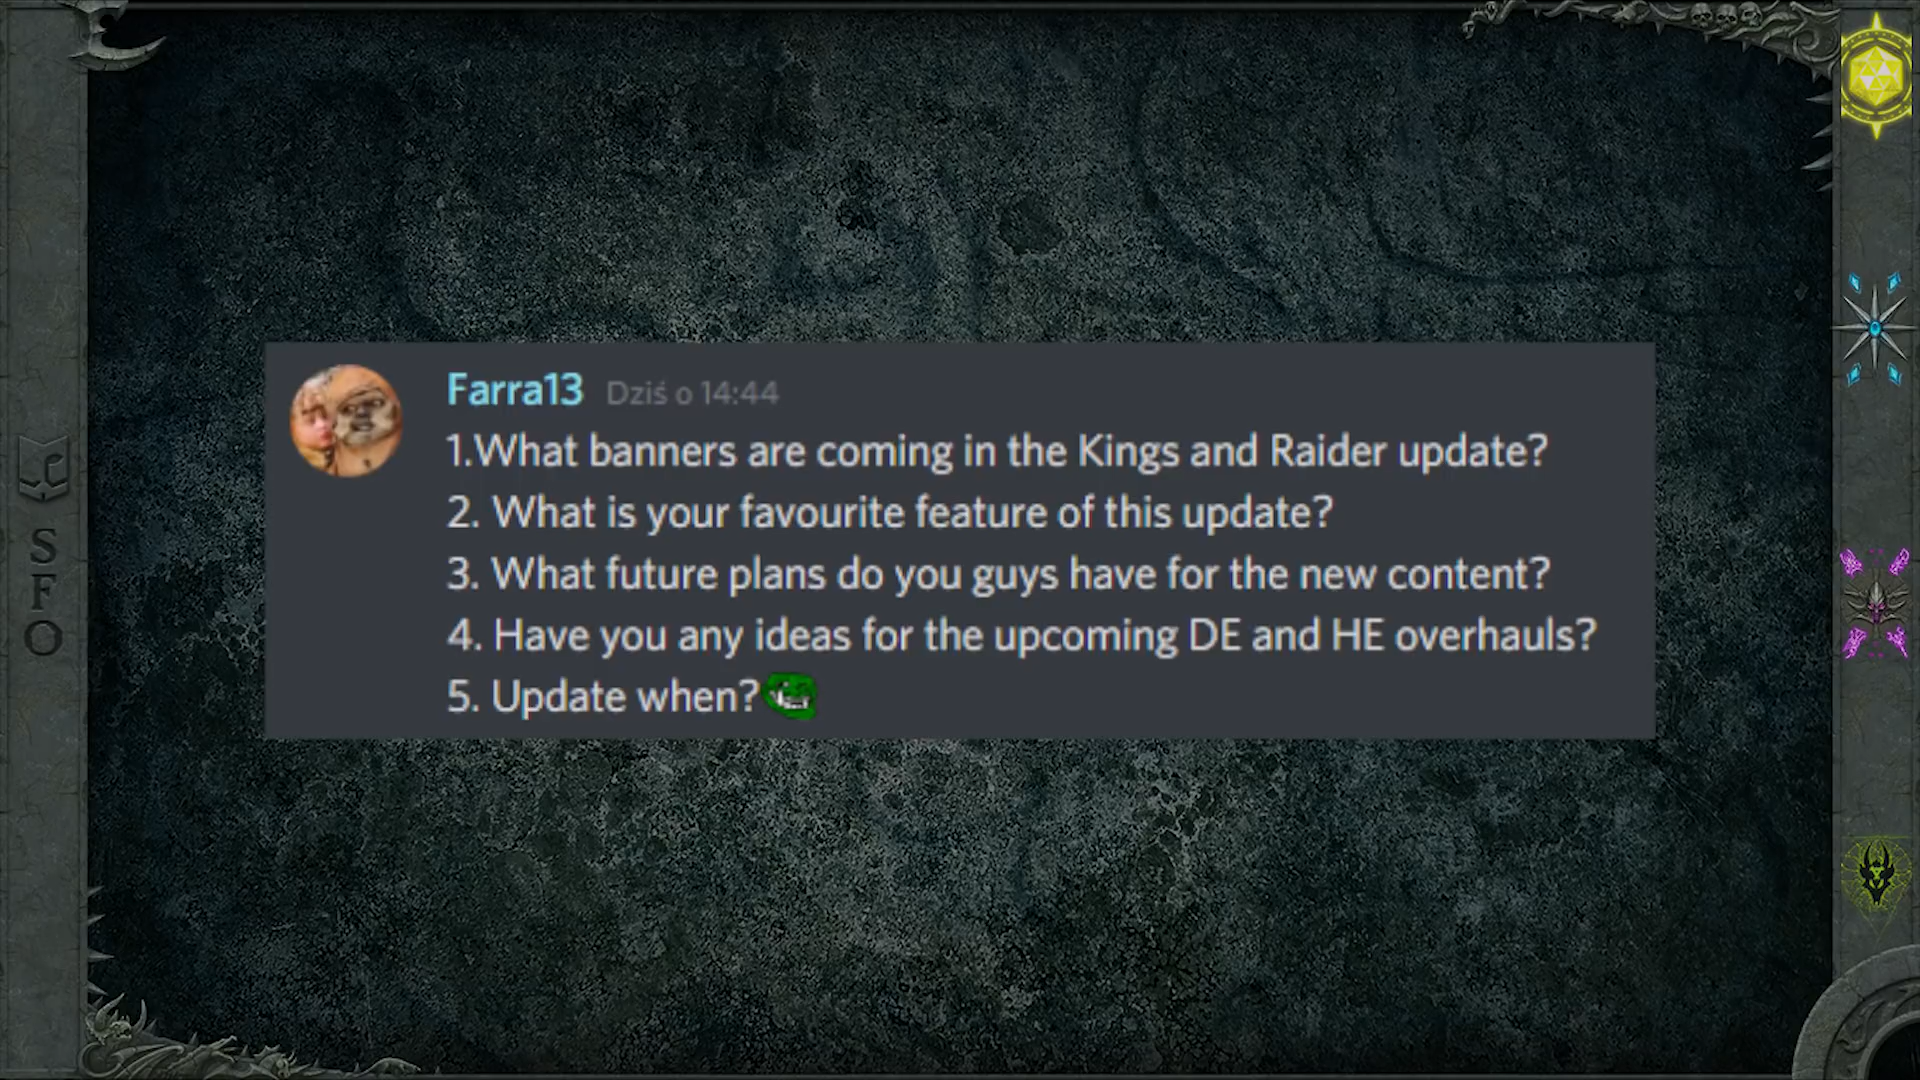 Farra13 Dziś o 14:44
1.What banners are coming in the Kings and Raider update?
2. What is your favourite feature of this update?
3. What future plans do you guys have for the new content?
4. Have you any ideas for the upcoming DE and HE overhauls?
5. Update when?
S
F
O